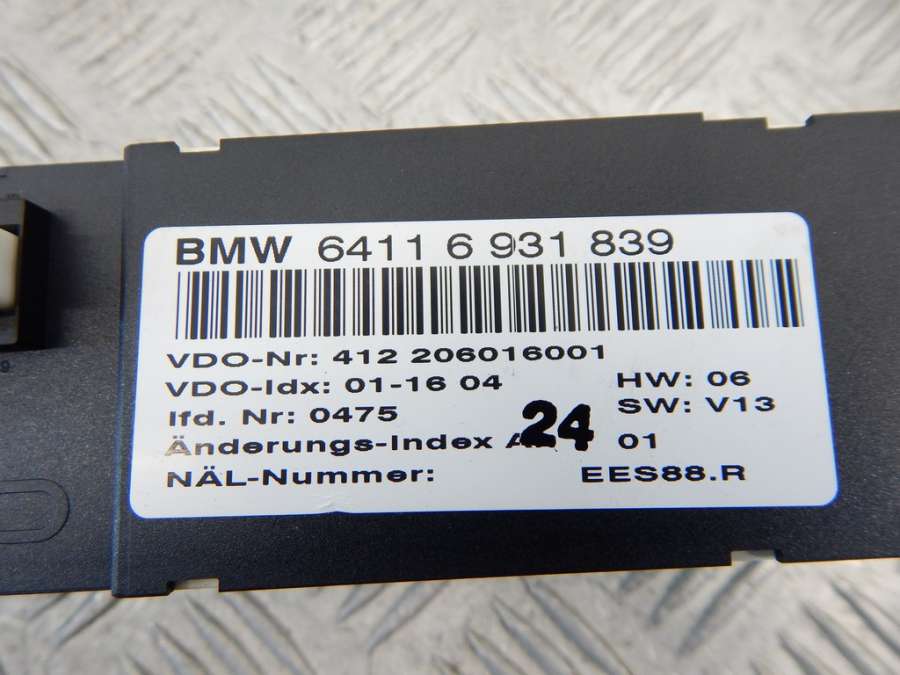 BMW 6411 6 931 839
VDO-Nr: 412 206016001
VDO-Idx: 01-16 04
HW: 06
lfd. Nr: 0475
SW: V13
Änderungs-Index 24 01
NÄL-Nummer: EES88.R